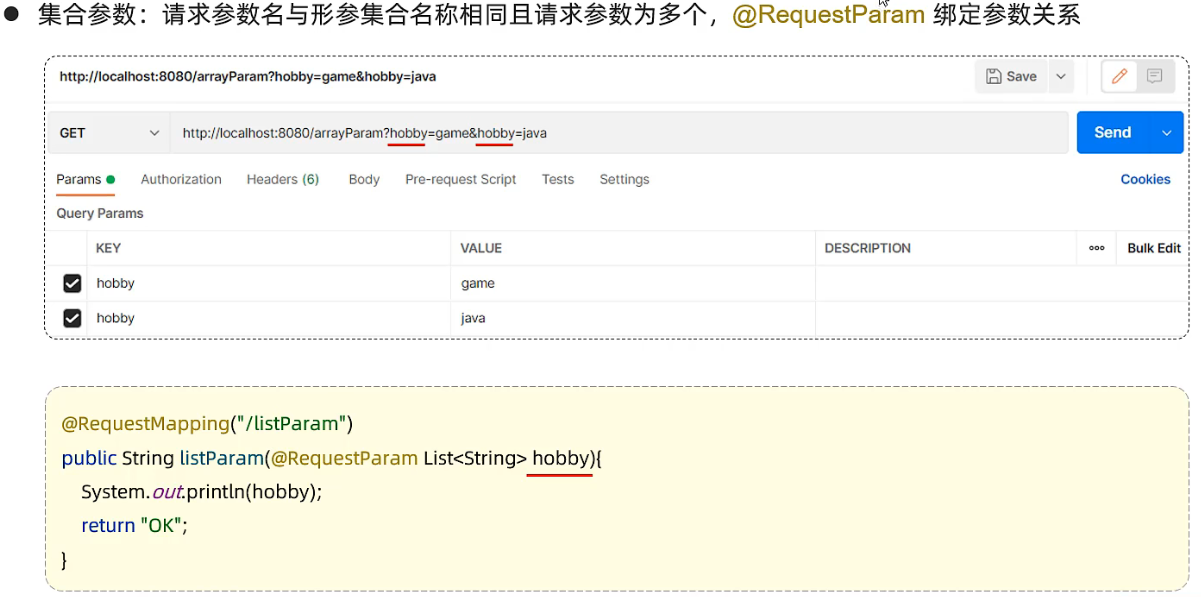 ● 集合参数：请求参数名与形参集合名称相同且请求参数为多个，@RequestParam 绑定参数关系
http://localhost:8080/arrayParam?hobby=game&hobby=java Save
GET http://localhost:8080/arrayParam?hobby=game&hobby=java Send
Params Authorization Headers (6) Body Pre-request Script Tests Settings Cookies
Query Params
KEY VALUE DESCRIPTION ooo Bulk Edit
hobby game
hobby java
@RequestMapping("/listParam")
public String listParam(@RequestParam List<String> hobby){
System.out.println(hobby);
return "OK";
}